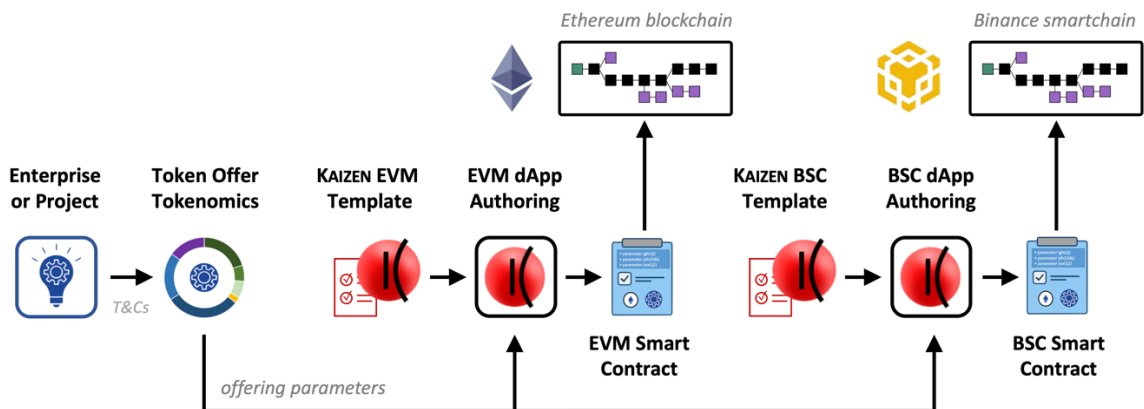 Ethereum blockchain
Binance smartchain
Enterprise
or Project
Token Offer
Tokenomics
KAIZEN EVM
Template
EVM dApp
Authoring
KAIZEN BSC
Template
BSC dApp
Authoring
T&Cs
EVM Smart
Contract
BSC Smart
Contract
offering parameters